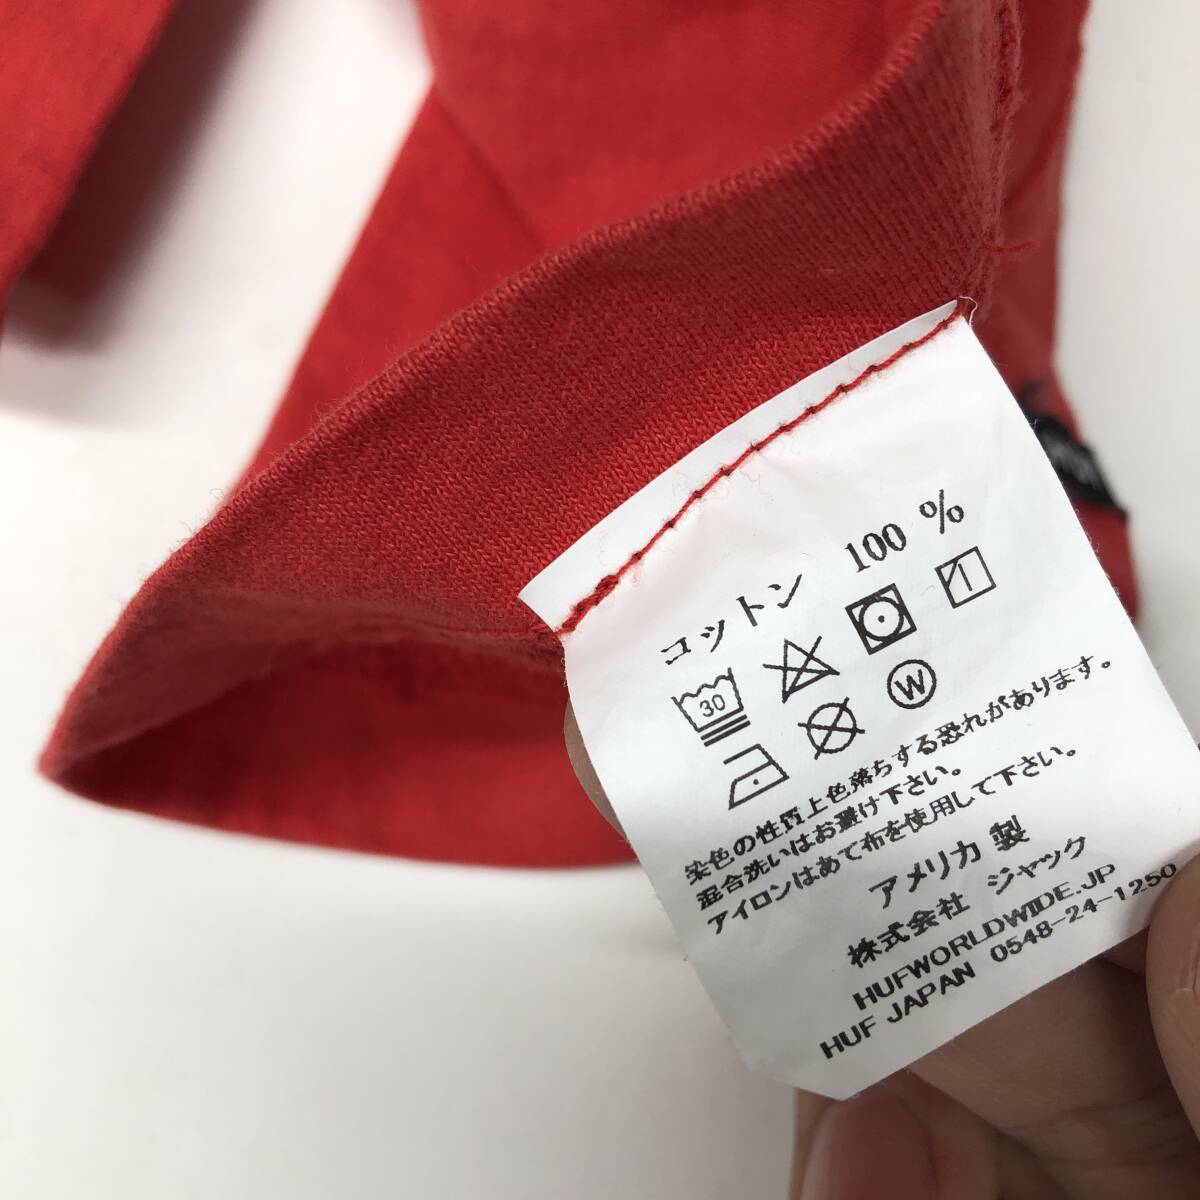 コットン 100 %
30
W
染色の性質上色落ちする恐れがあります。
混合洗いはお避け下さい。
アイロンはあて布を使用して下さい。
アメリカ 製
株式会社 ジャック
HUFWORLDWIDE.JP
HUF JAPAN 0548-24-1250